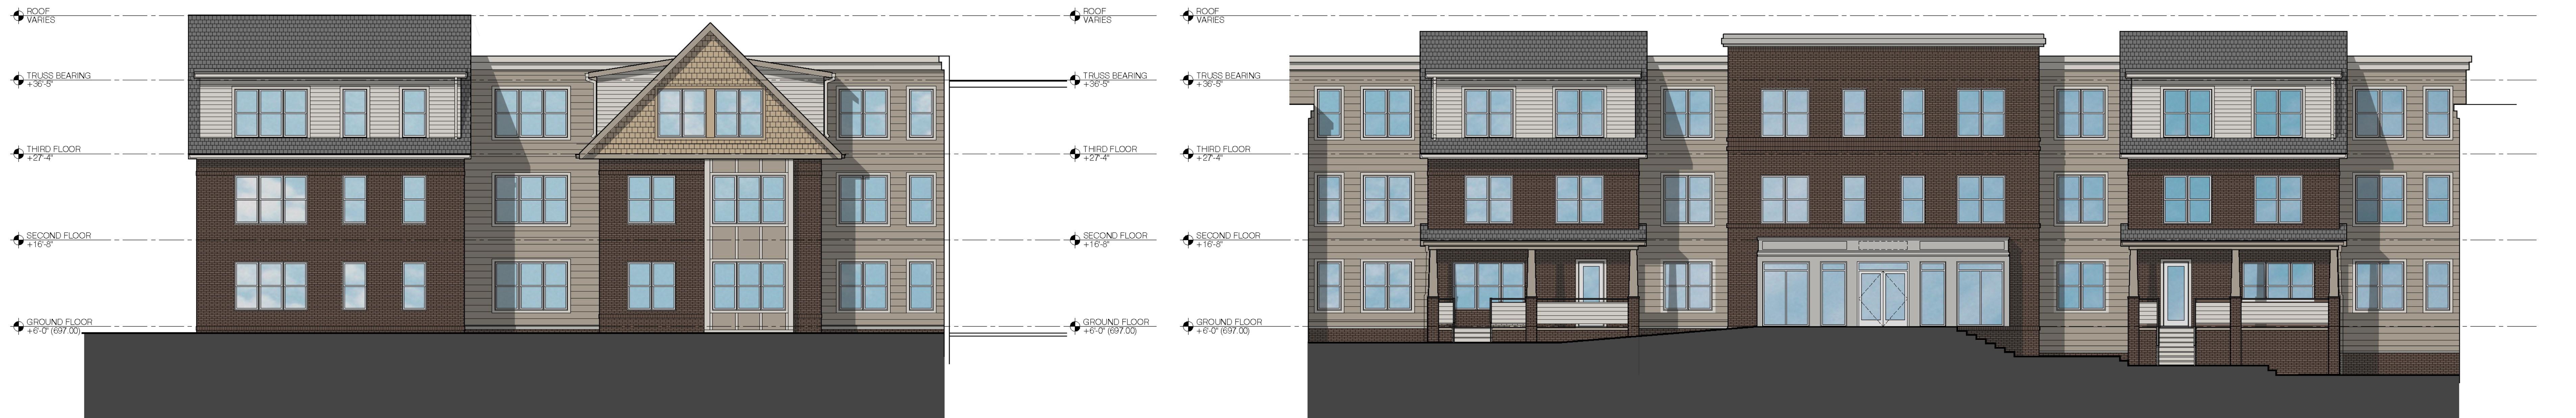 ROOF
VARIES
TRUSS BEARING
+36'-5"
THIRD FLOOR
+27'-4"
SECOND FLOOR
+16'-8"
GROUND FLOOR
+6'-0" (697.00)
ROOF
VARIES
TRUSS BEARING
+36'-5"
THIRD FLOOR
+27'-4"
SECOND FLOOR
+16'-8"
GROUND FLOOR
+6'-0" (697.00)
ROOF
VARIES
TRUSS BEARING
+36'-5"
THIRD FLOOR
+27'-4"
SECOND FLOOR
+16'-8"
GROUND FLOOR
+6'-0" (697.00)